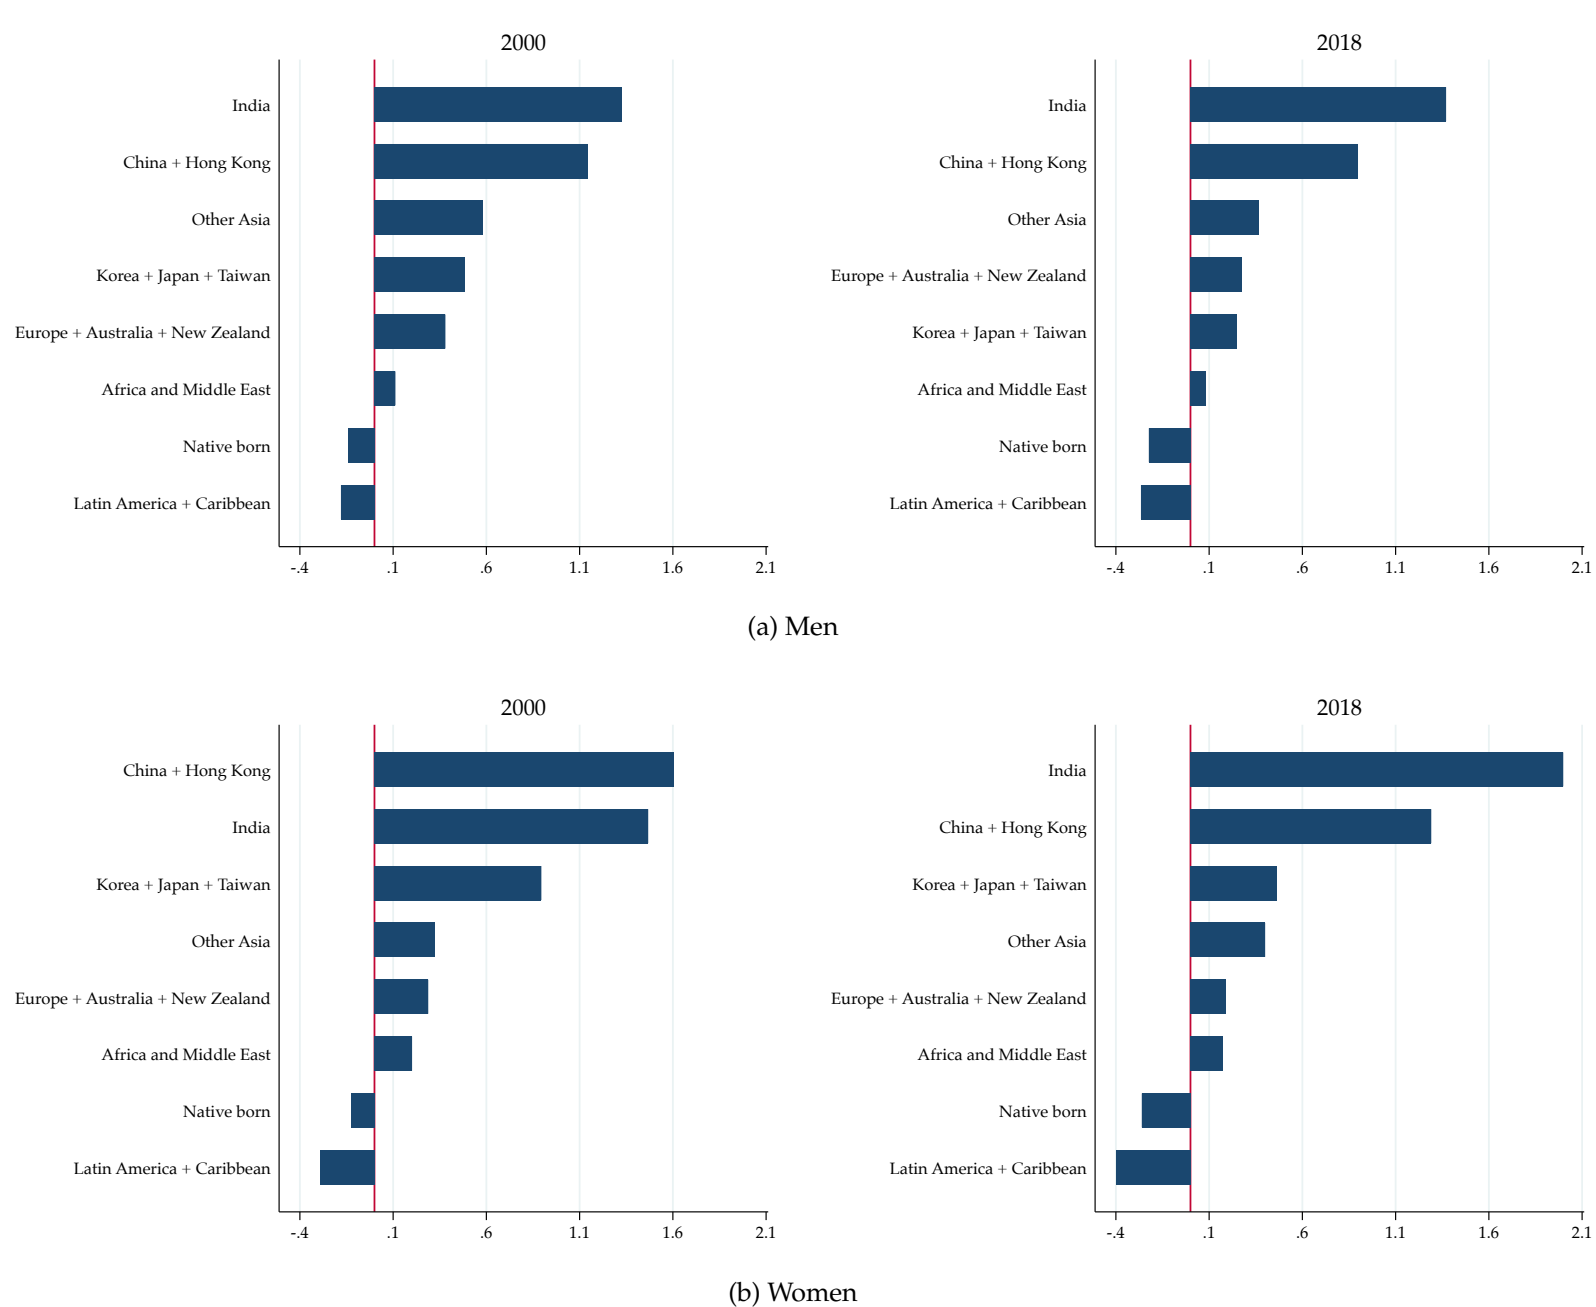 2000
India
China + Hong Kong
Other Asia
Korea + Japan + Taiwan
Europe + Australia + New Zealand
Africa and Middle East
Native born
Latin America + Caribbean
-.4 .1 .6 1.1 1.6 2.1
2018
India
China + Hong Kong
Other Asia
Europe + Australia + New Zealand
Korea + Japan + Taiwan
Africa and Middle East
Native born
Latin America + Caribbean
-.4 .1 .6 1.1 1.6 2.1
(a) Men
2000
China + Hong Kong
India
Korea + Japan + Taiwan
Other Asia
Europe + Australia + New Zealand
Africa and Middle East
Native born
Latin America + Caribbean
-.4 .1 .6 1.1 1.6 2.1
2018
India
China + Hong Kong
Korea + Japan + Taiwan
Other Asia
Europe + Australia + New Zealand
Africa and Middle East
Native born
Latin America + Caribbean
-.4 .1 .6 1.1 1.6 2.1
(b) Women